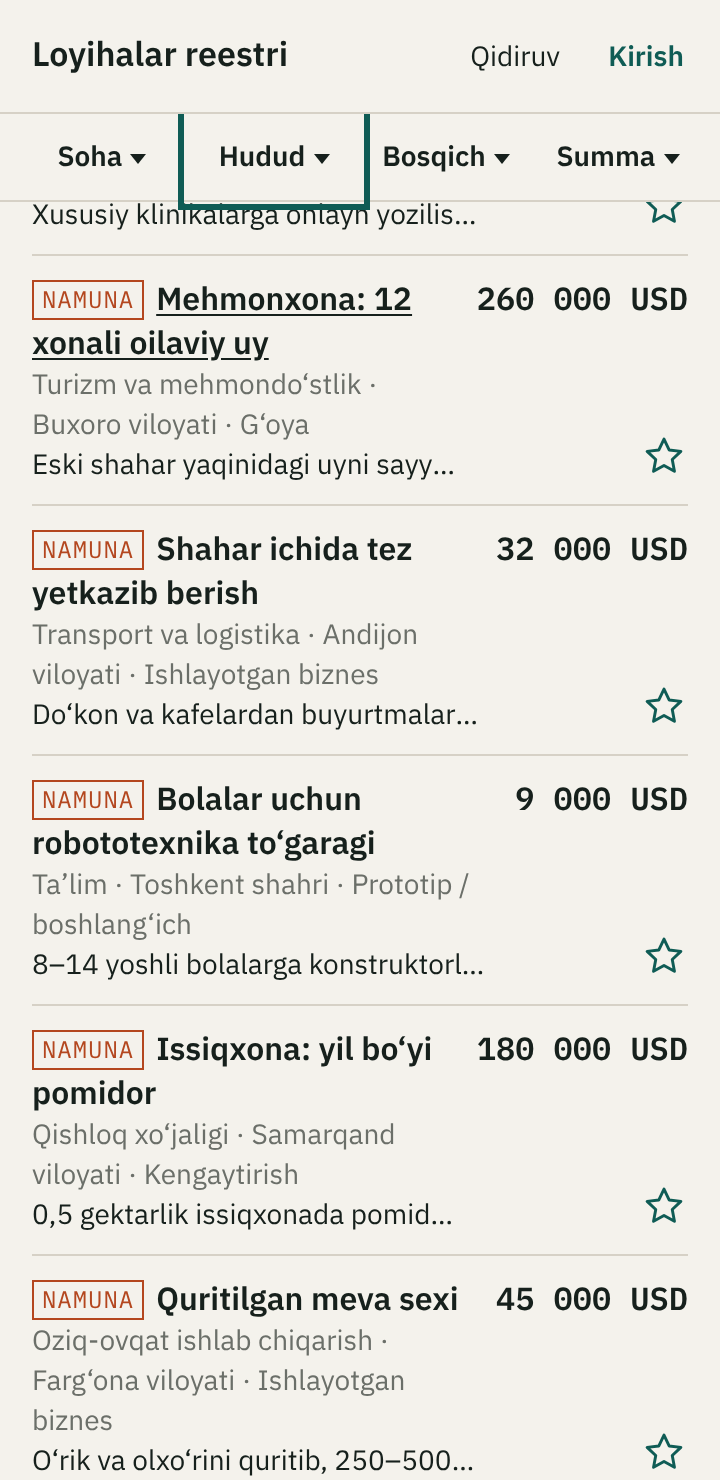 Loyihalar reestri Qidiruv Kirish
Soha Hudud Bosqich Summa
Xususiy klinikalarga onlayn yozilis...
NAMUNA Mehmonxona: 12 260 000 USD
xonali oilaviy uy
Turizm va mehmondo‘stlik ·
Buxoro viloyati · G‘oya
Eski shahar yaqinidagi uyni sayy...
NAMUNA Shahar ichida tez 32 000 USD
yetkazib berish
Transport va logistika · Andijon
viloyati · Ishlayotgan biznes
Do‘kon va kafelardan buyurtmalar...
NAMUNA Bolalar uchun 9 000 USD
robototexnika to‘garagi
Ta’lim · Toshkent shahri · Prototip /
boshlang‘ich
8–14 yoshli bolalarga konstruktorl...
NAMUNA Issiqxona: yil bo‘yi 180 000 USD
pomidor
Qishloq xo‘jaligi · Samarqand
viloyati · Kengaytirish
0,5 gektarlik issiqxonada pomid...
NAMUNA Quritilgan meva sexi 45 000 USD
Oziq-ovqat ishlab chiqarish ·
Farg‘ona viloyati · Ishlayotgan
biznes
O‘rik va olxo‘rini quritib, 250–500...